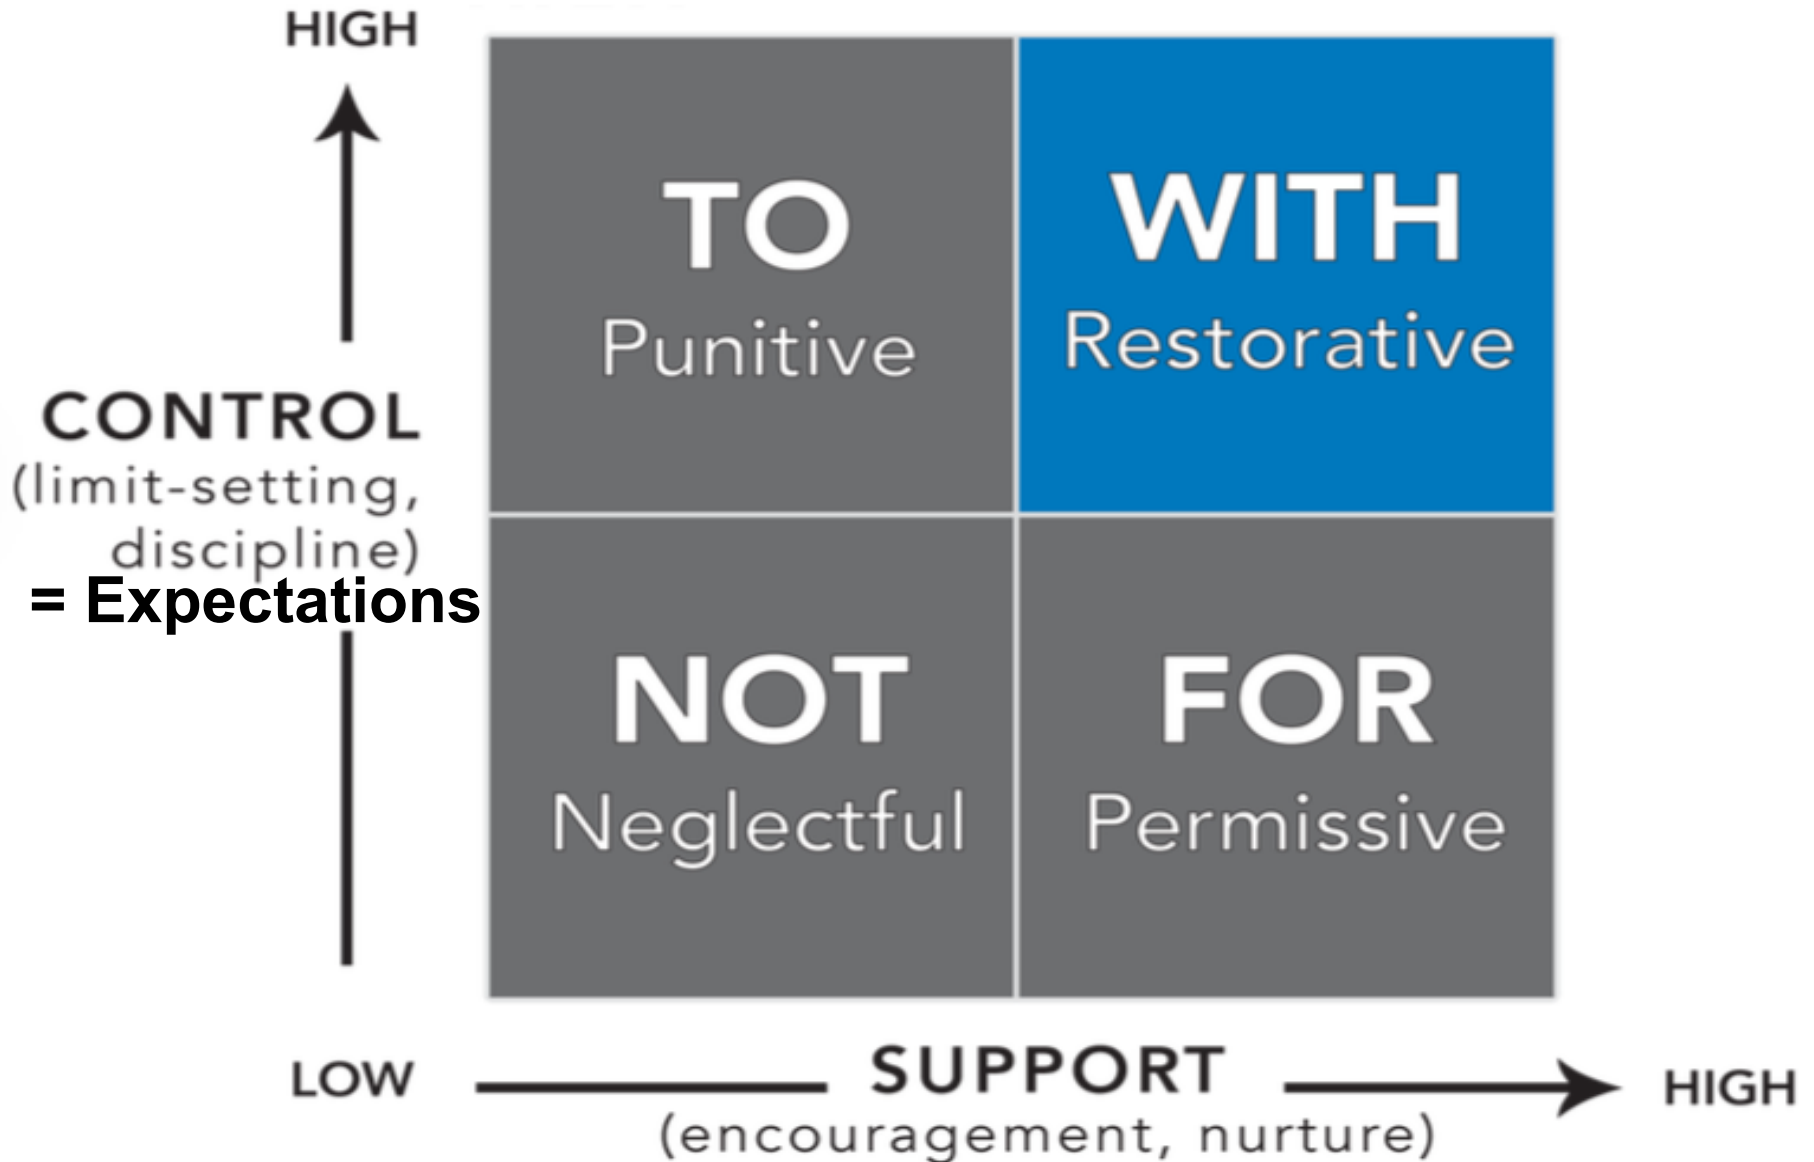 HIGH
TO
Punitive
WITH
Restorative
CONTROL
(limit-setting,
discipline)
= Expectations
NOT
Neglectful
FOR
Permissive
LOW
SUPPORT
(encouragement, nurture)
HIGH